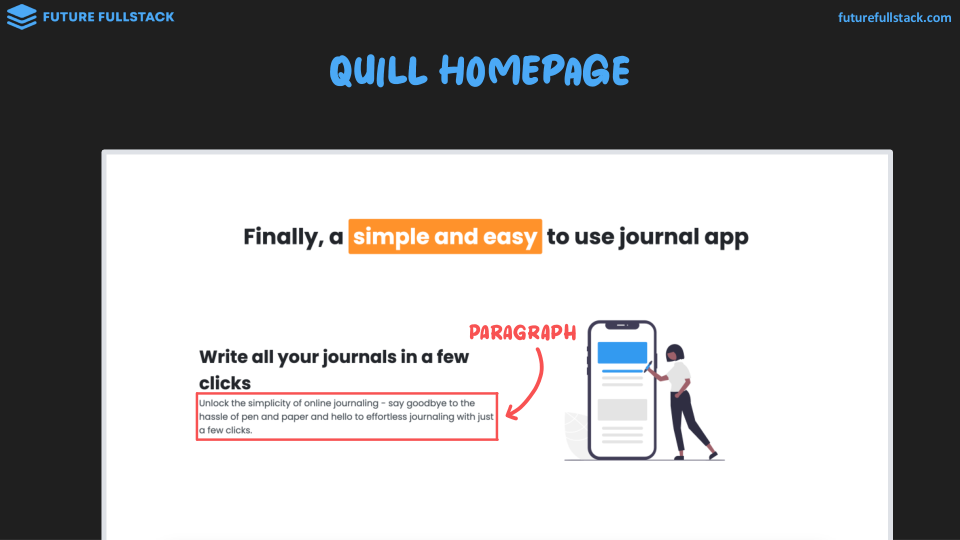 FUTURE FULLSTACK
futurefullstack.com
QUILL HOMEPAGE
Finally, a simple and easy to use journal app
PARAGRAPH
Write all your journals in a few
clicks
Unlock the simplicity of online journaling - say goodbye to the
hassle of pen and paper and hello to effortless journaling with just
a few clicks.